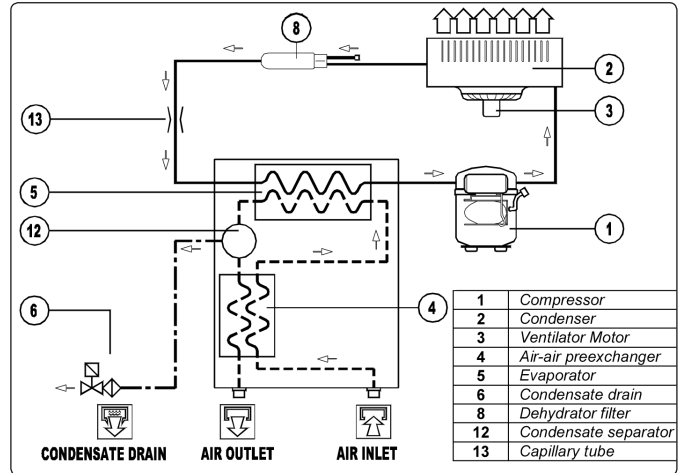 8
2
3
13
5
12
1
4
6
CONDENSATE DRAIN
AIR OUTLET
AIR INLET
1 Compressor
2 Condenser
3 Ventilator Motor
4 Air-air preexchanger
5 Evaporator
6 Condensate drain
8 Dehydrator filter
12 Condensate separator
13 Capillary tube